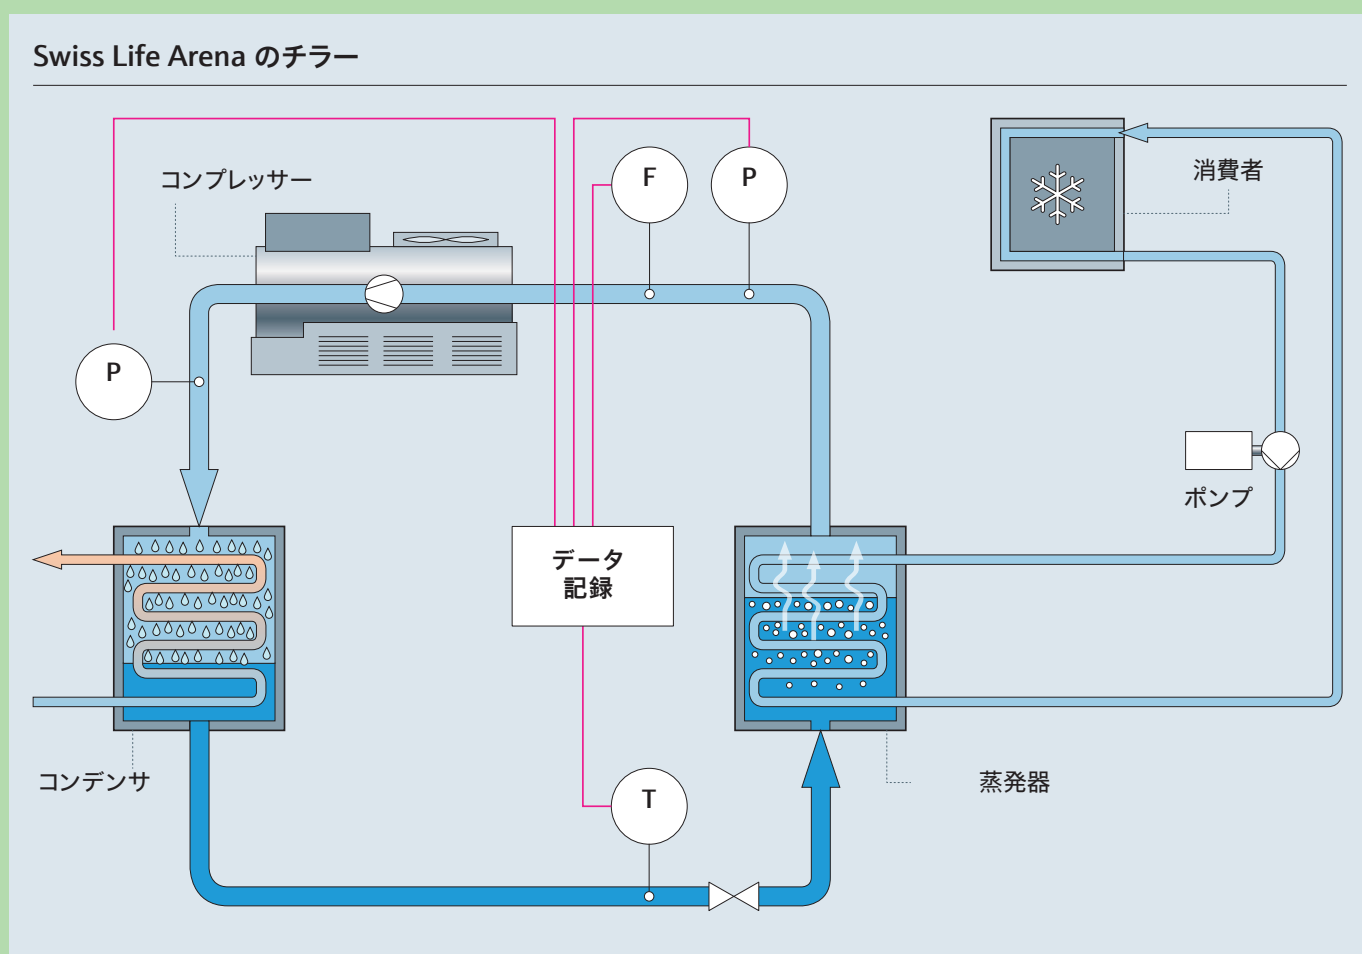 Swiss Life Arena のチラー
コンプレッサー
F
P
消費者
P
ポンプ
データ
記録
コンデンサ
T
蒸発器